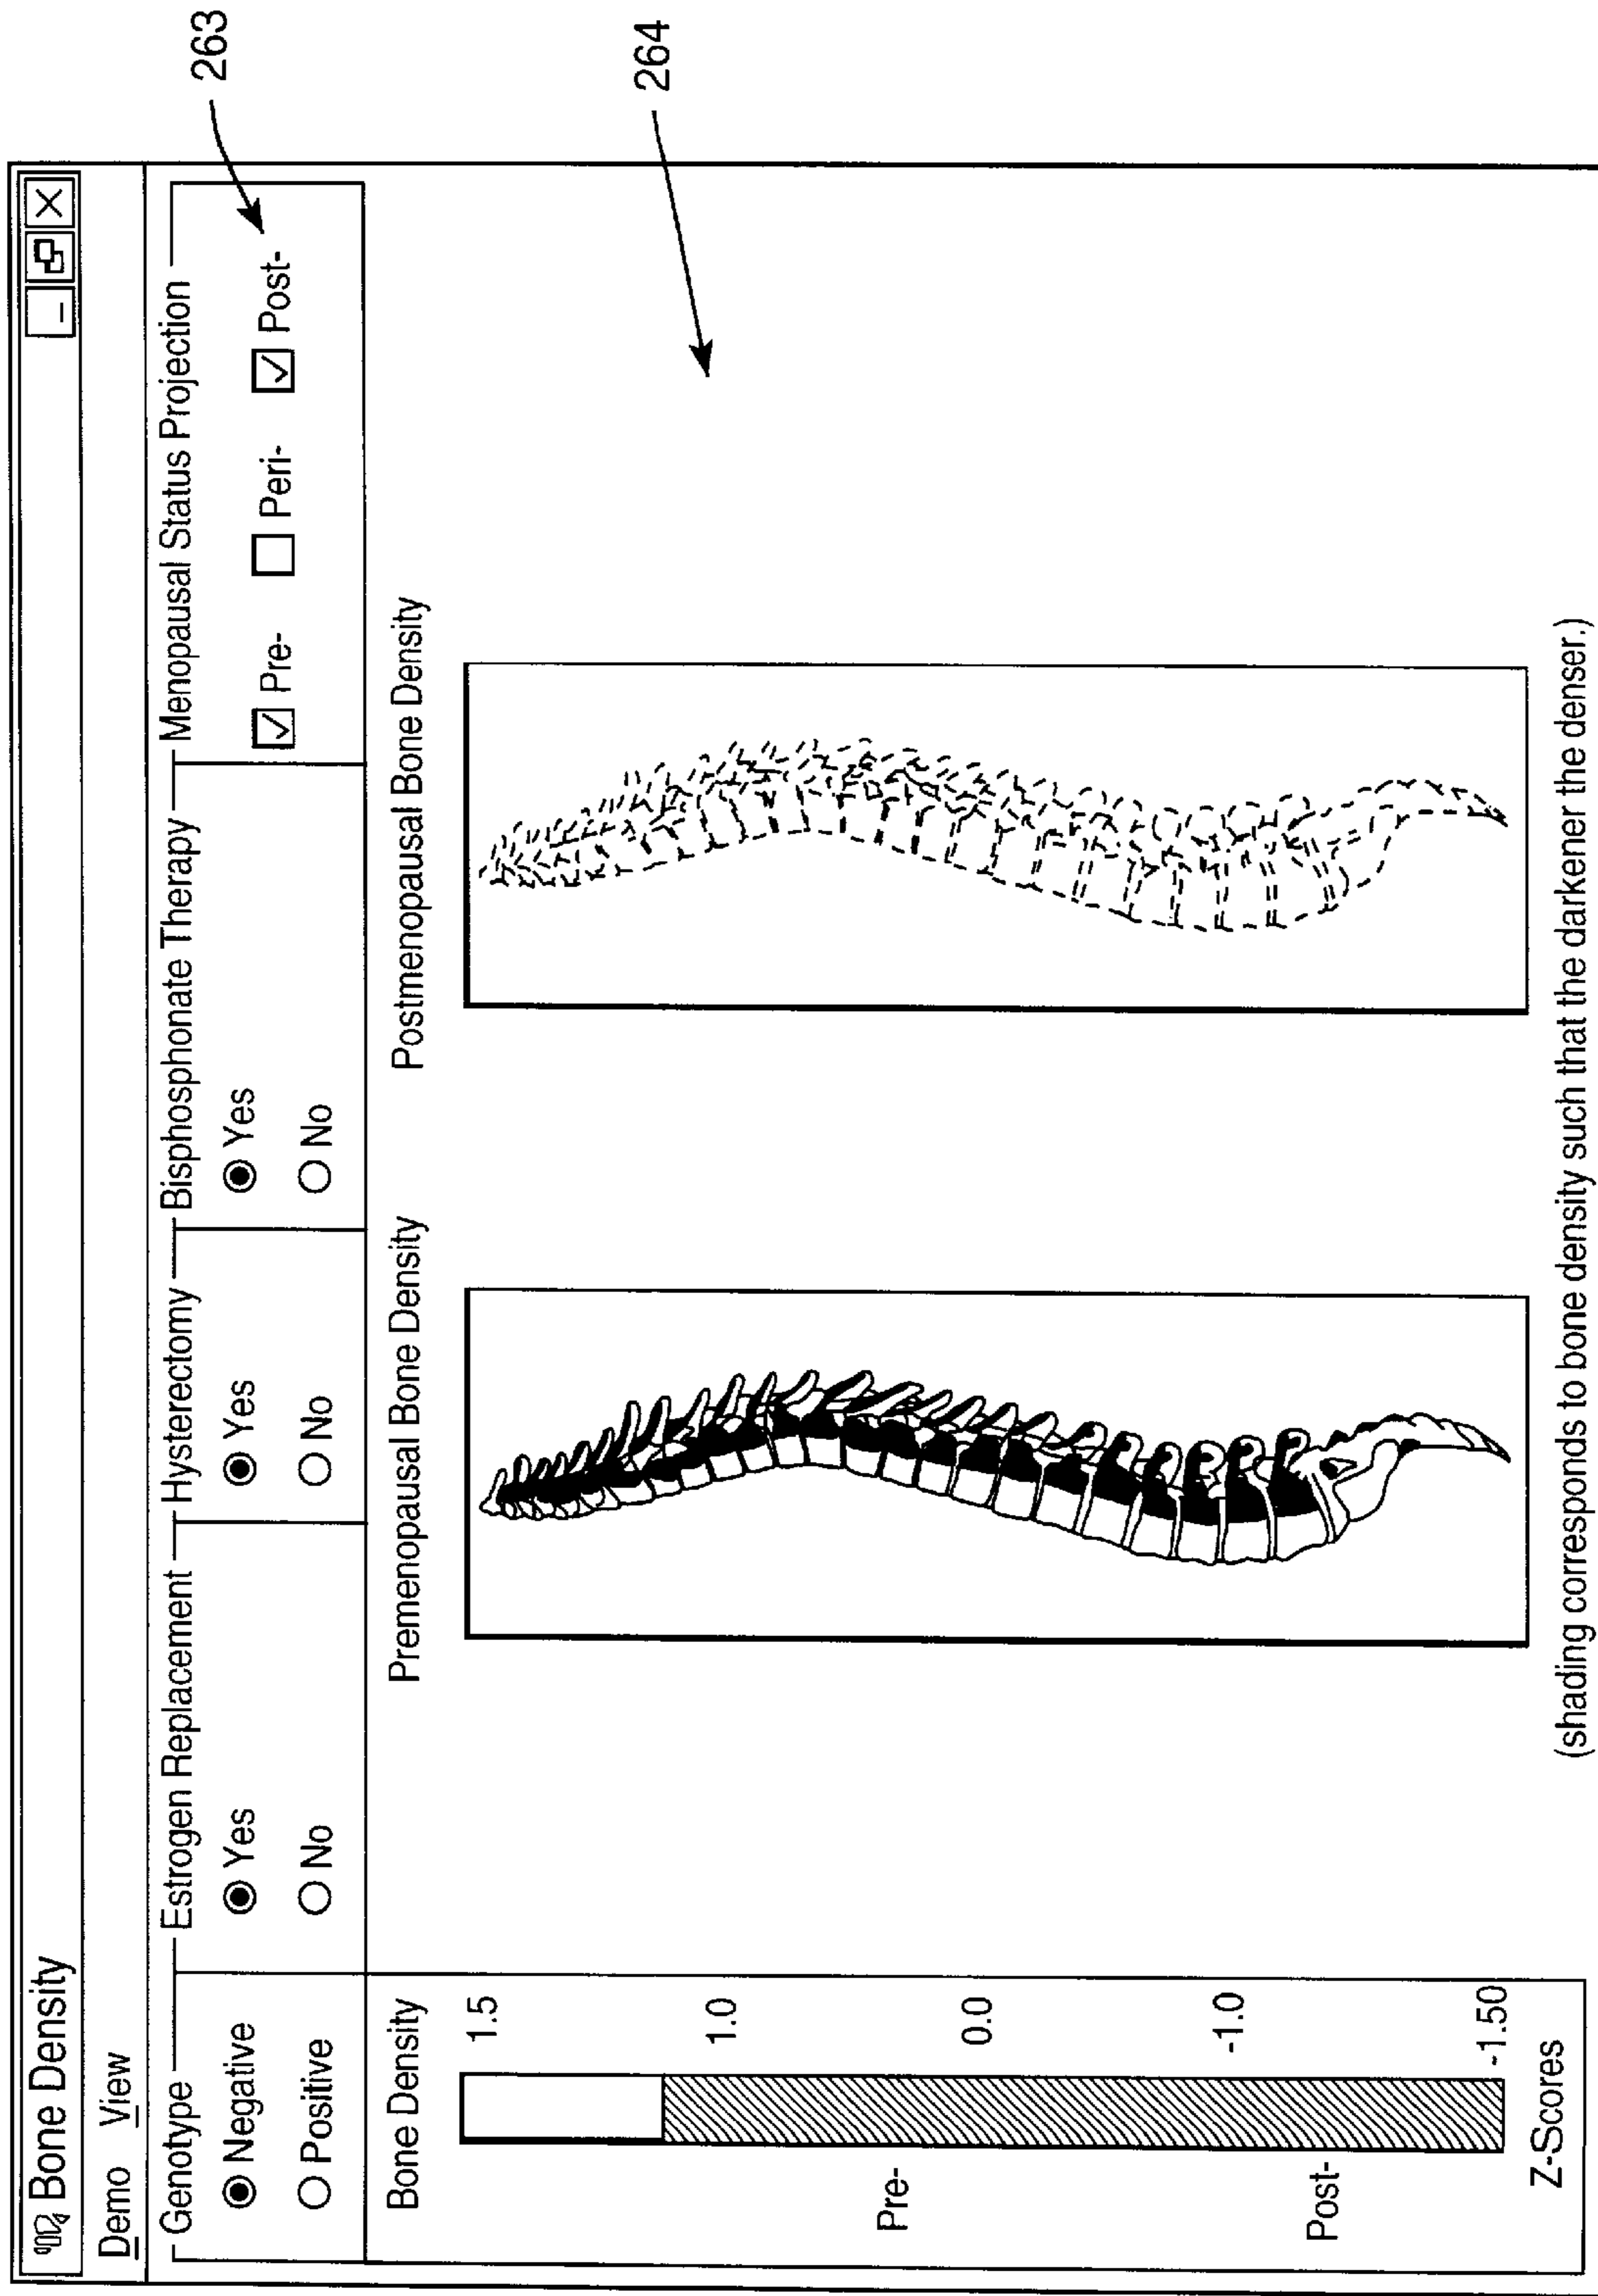 Bone Density
Demo View
Genotype
Negative
Positive
Estrogen Replacement
Yes
No
Hysterectomy
Yes
No
Bisphosphonate Therapy
Yes
No
Menopausal Status Projection
Pre-
Peri-
Post-
263
Bone Density
1.5
1.0
0.0
-1.0
-1.50
Pre-
Post-
Z-Scores
Premenopausal Bone Density
Postmenopausal Bone Density
264
(shading corresponds to bone density such that the darkener the denser.)